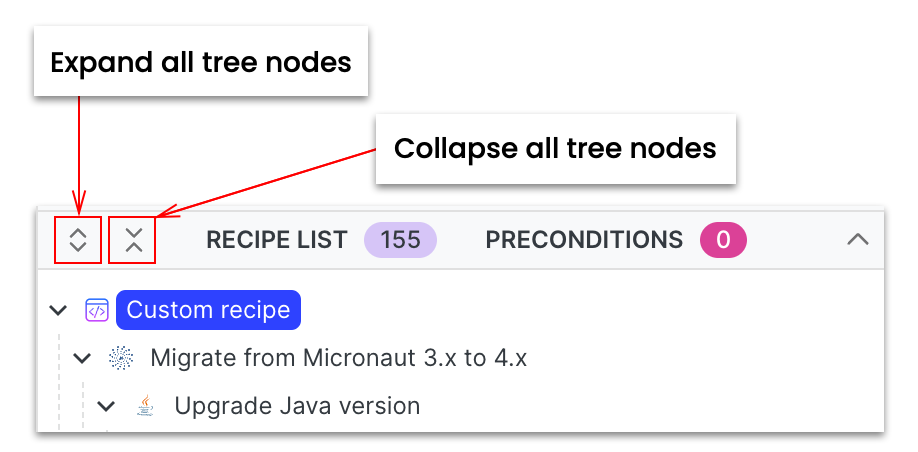 Expand all tree nodes
Collapse all tree nodes
RECIPE LIST 155 PRECONDITIONS 0
Custom recipe
Migrate from Micronaut 3.x to 4.x
Upgrade Java version